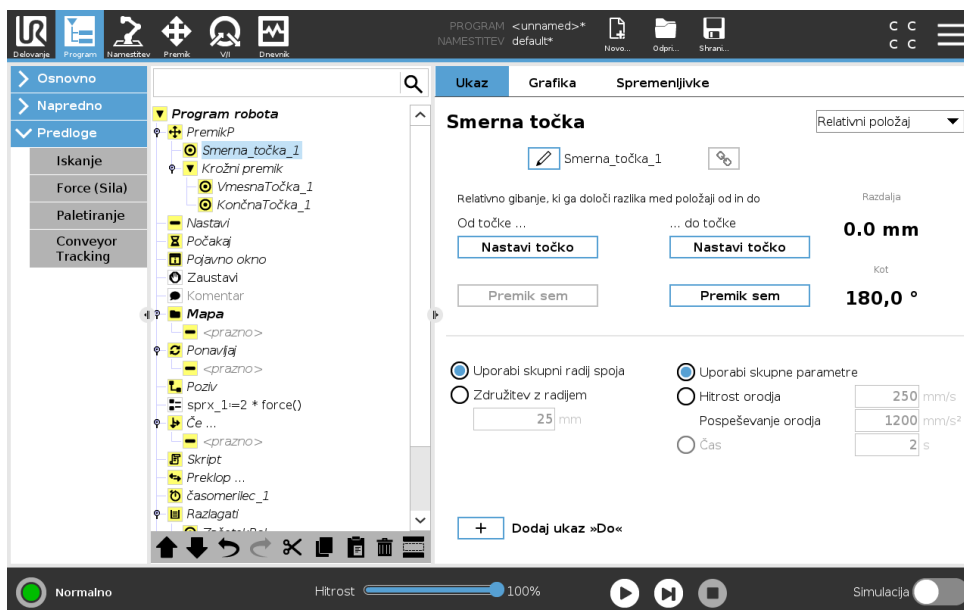 UR
PROGRAM <unnamed>*
NAMESTITEV default*
Delovanje Program Namestitev Premik V/I Dnevnik Novo... Odpri... Shrani...
C C
C C
Osnovno
Napredno
Predloge
Iskanje
Force (Sila)
Paletiranje
Conveyor
Tracking
Program robota
PremikP
Smerna_točka_1
Krožni premik
VmesnaTočka_1
KončnaTočka_1
Nastavi
Počakaj
Pojavno okno
Zaustavi
Komentar
Mapa
<prazno>
Ponavljaj
<prazno>
Poziv
sprx_1:=2 * force()
Če ...
<prazno>
Skript
Preklop ...
časomerilec_1
Razlagati
Ukaz Grafika Spremenljivke
Smerna točka
Relativni položaj
Smerna_točka_1
Relativno gibanje, ki ga določi razlika med položaji od in do
Razdalja
Od točke ... ... do točke
0.0 mm
Nastavi točko Nastavi točko
Kot
Premik sem Premik sem
180,0 °
Uporabi skupni radij spoja
Združitev z radijem
25 mm
Uporabi skupne parametre
Hitrost orodja 250 mm/s
Pospeševanje orodja 1200 mm/s²
Čas 2 s
+ Dodaj ukaz »Do«
Normalno Hitrost 100% Simulacija